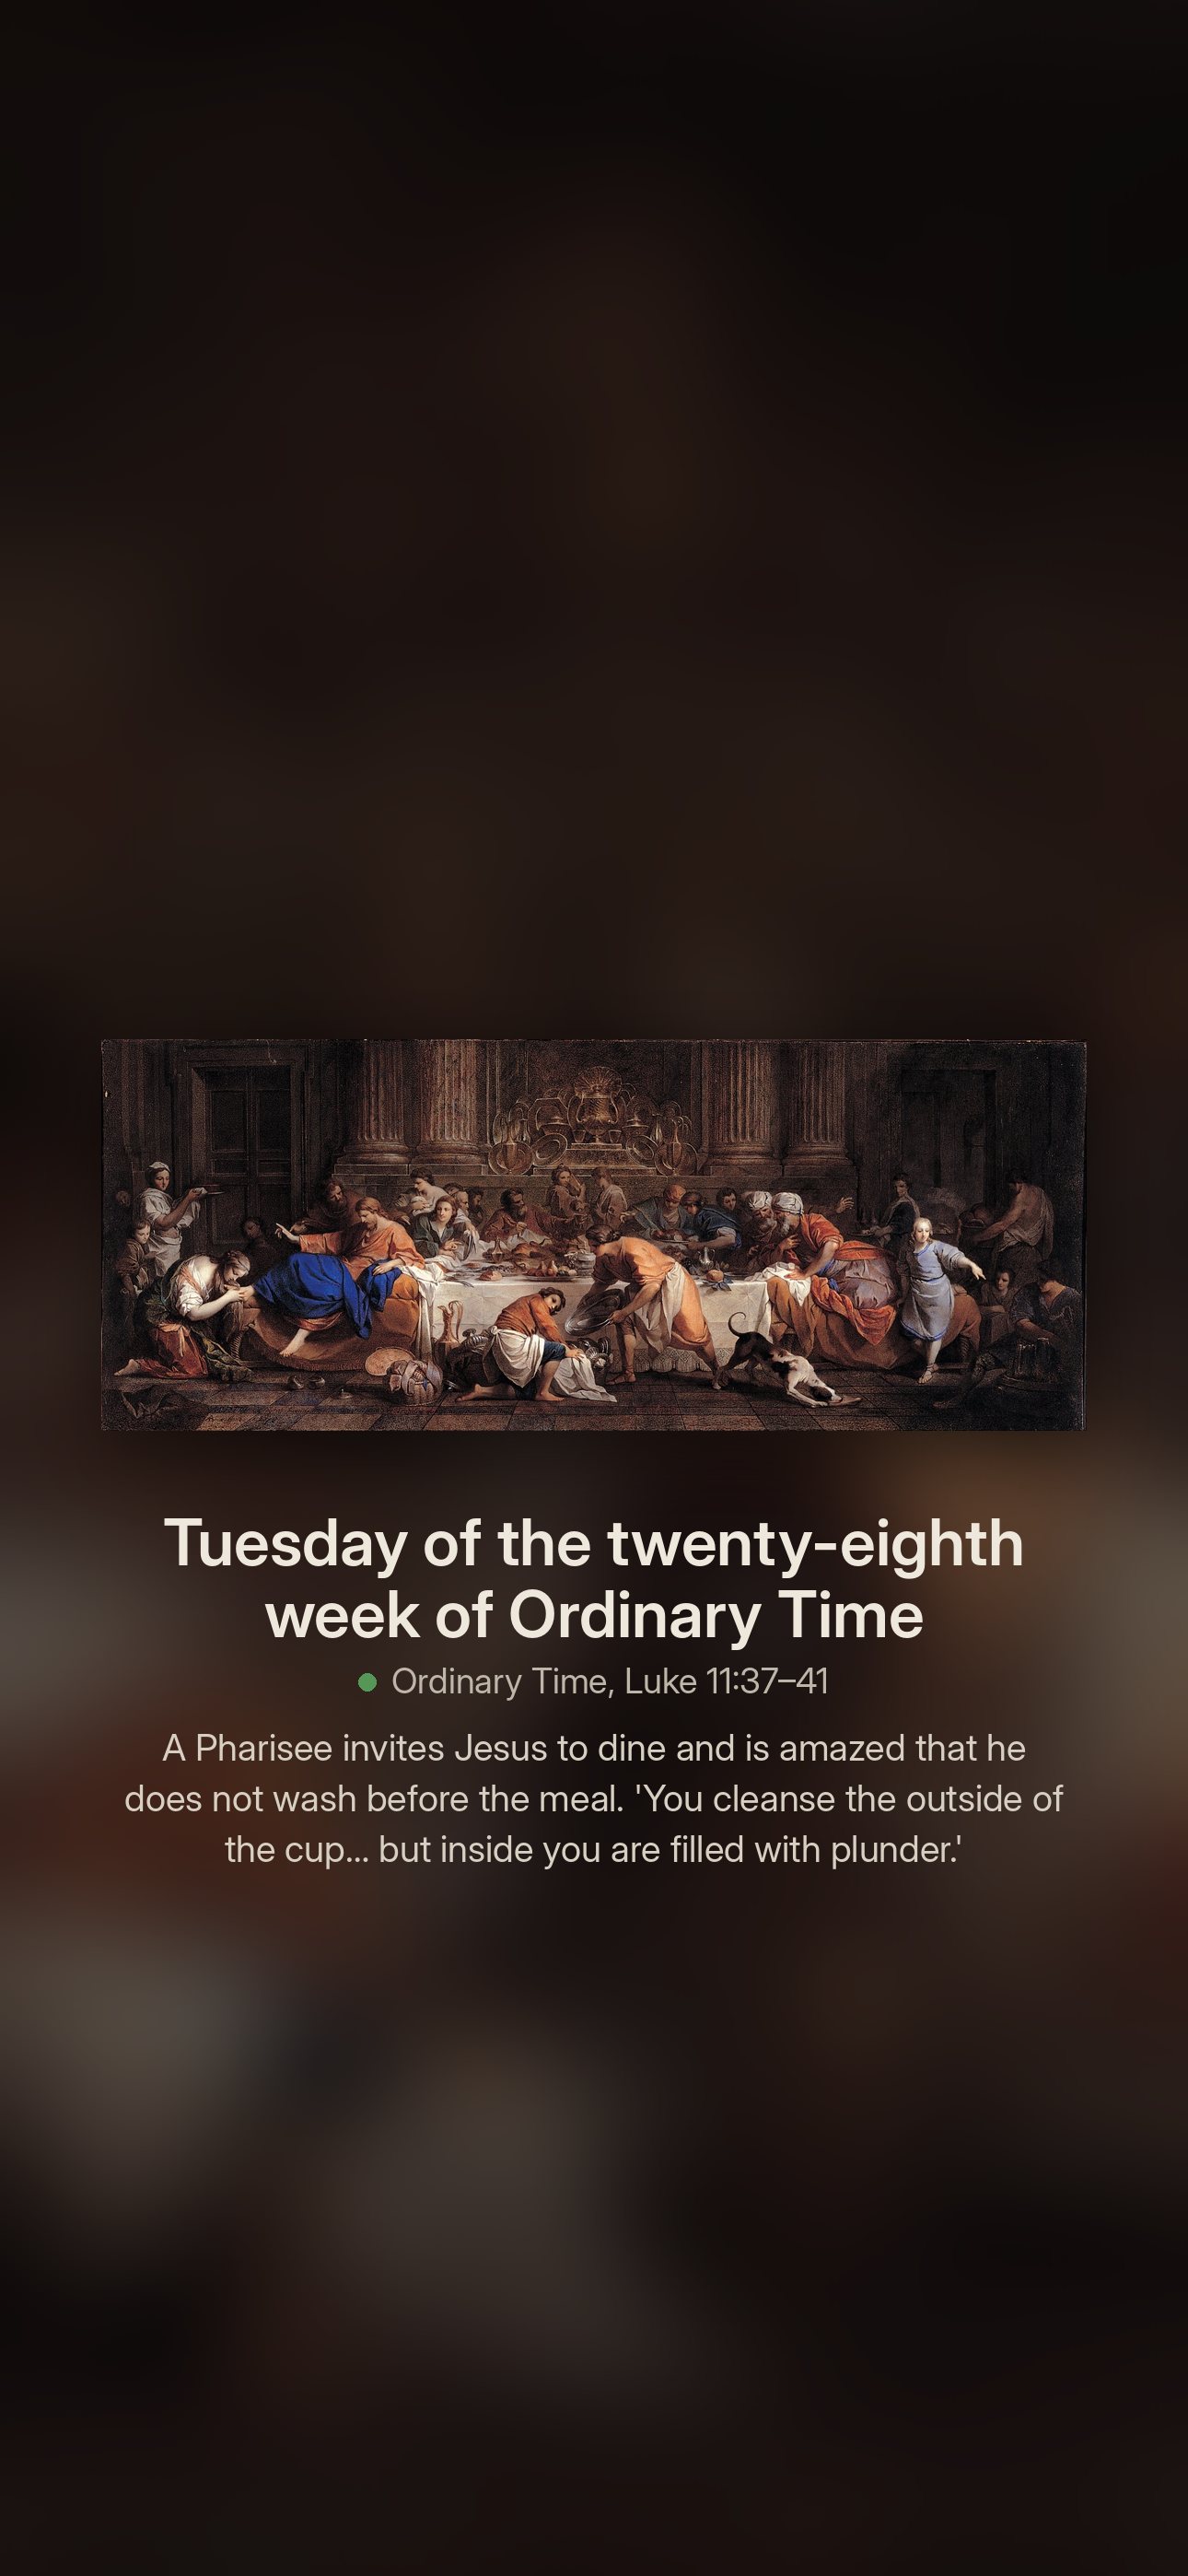 Tuesday of the twenty-eighth
week of Ordinary Time
Ordinary Time, Luke 11:37–41
A Pharisee invites Jesus to dine and is amazed that he
does not wash before the meal. 'You cleanse the outside of
the cup... but inside you are filled with plunder.'